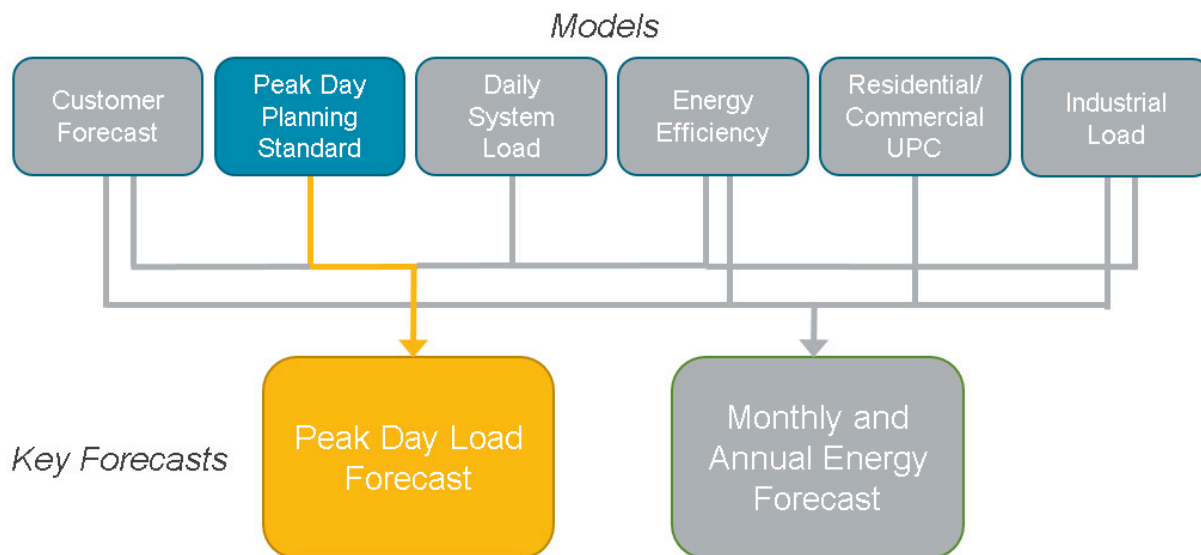 Models
Customer
Forecast
Peak Day
Planning
Standard
Daily
System
Load
Energy
Efficiency
Residential/
Commercial
UPC
Industrial
Load
Key Forecasts
Peak Day Load
Forecast
Monthly and
Annual Energy
Forecast